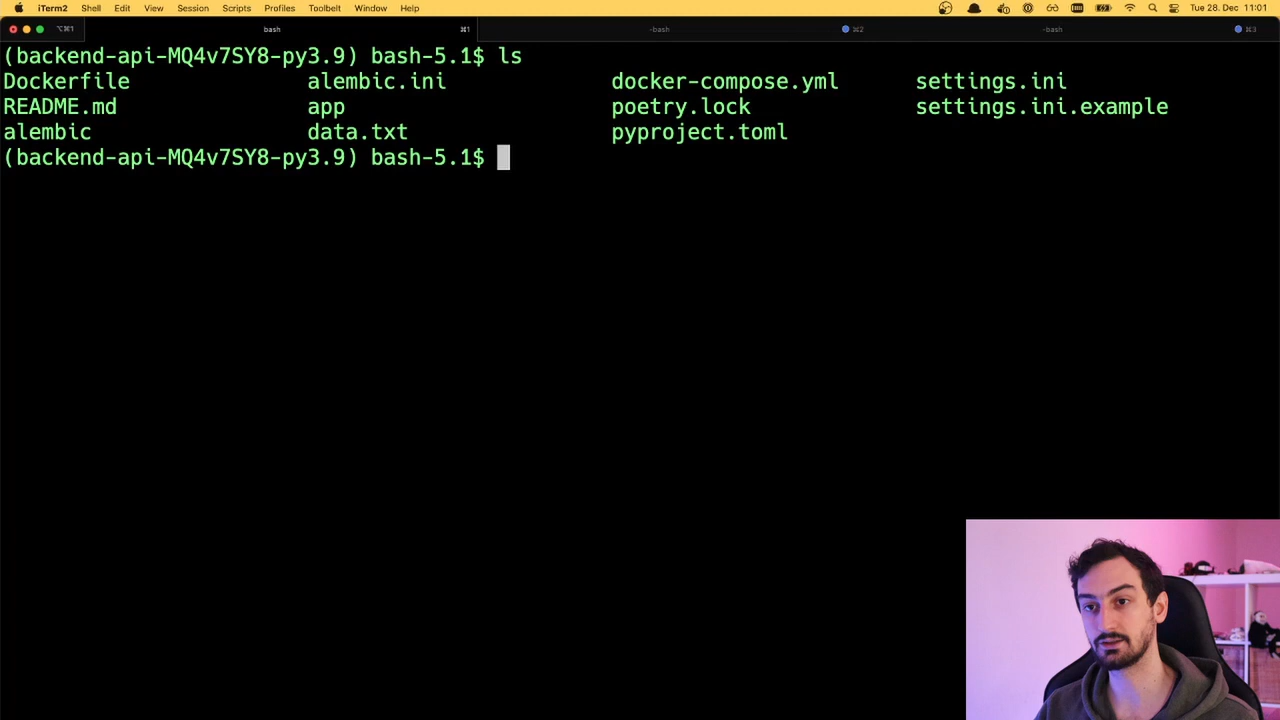 iTerm2 Shell Edit View Session Scripts Profiles Toolbelt Window Help Tue 28. Dec 11:01
⌥⌘1 bash ⌘1 -bash ⌘2 -bash ⌘3
(backend-api-MQ4v7SY8-py3.9) bash-5.1$ ls
Dockerfile alembic.ini docker-compose.yml settings.ini
README.md app poetry.lock settings.ini.example
alembic data.txt pyproject.toml
(backend-api-MQ4v7SY8-py3.9) bash-5.1$